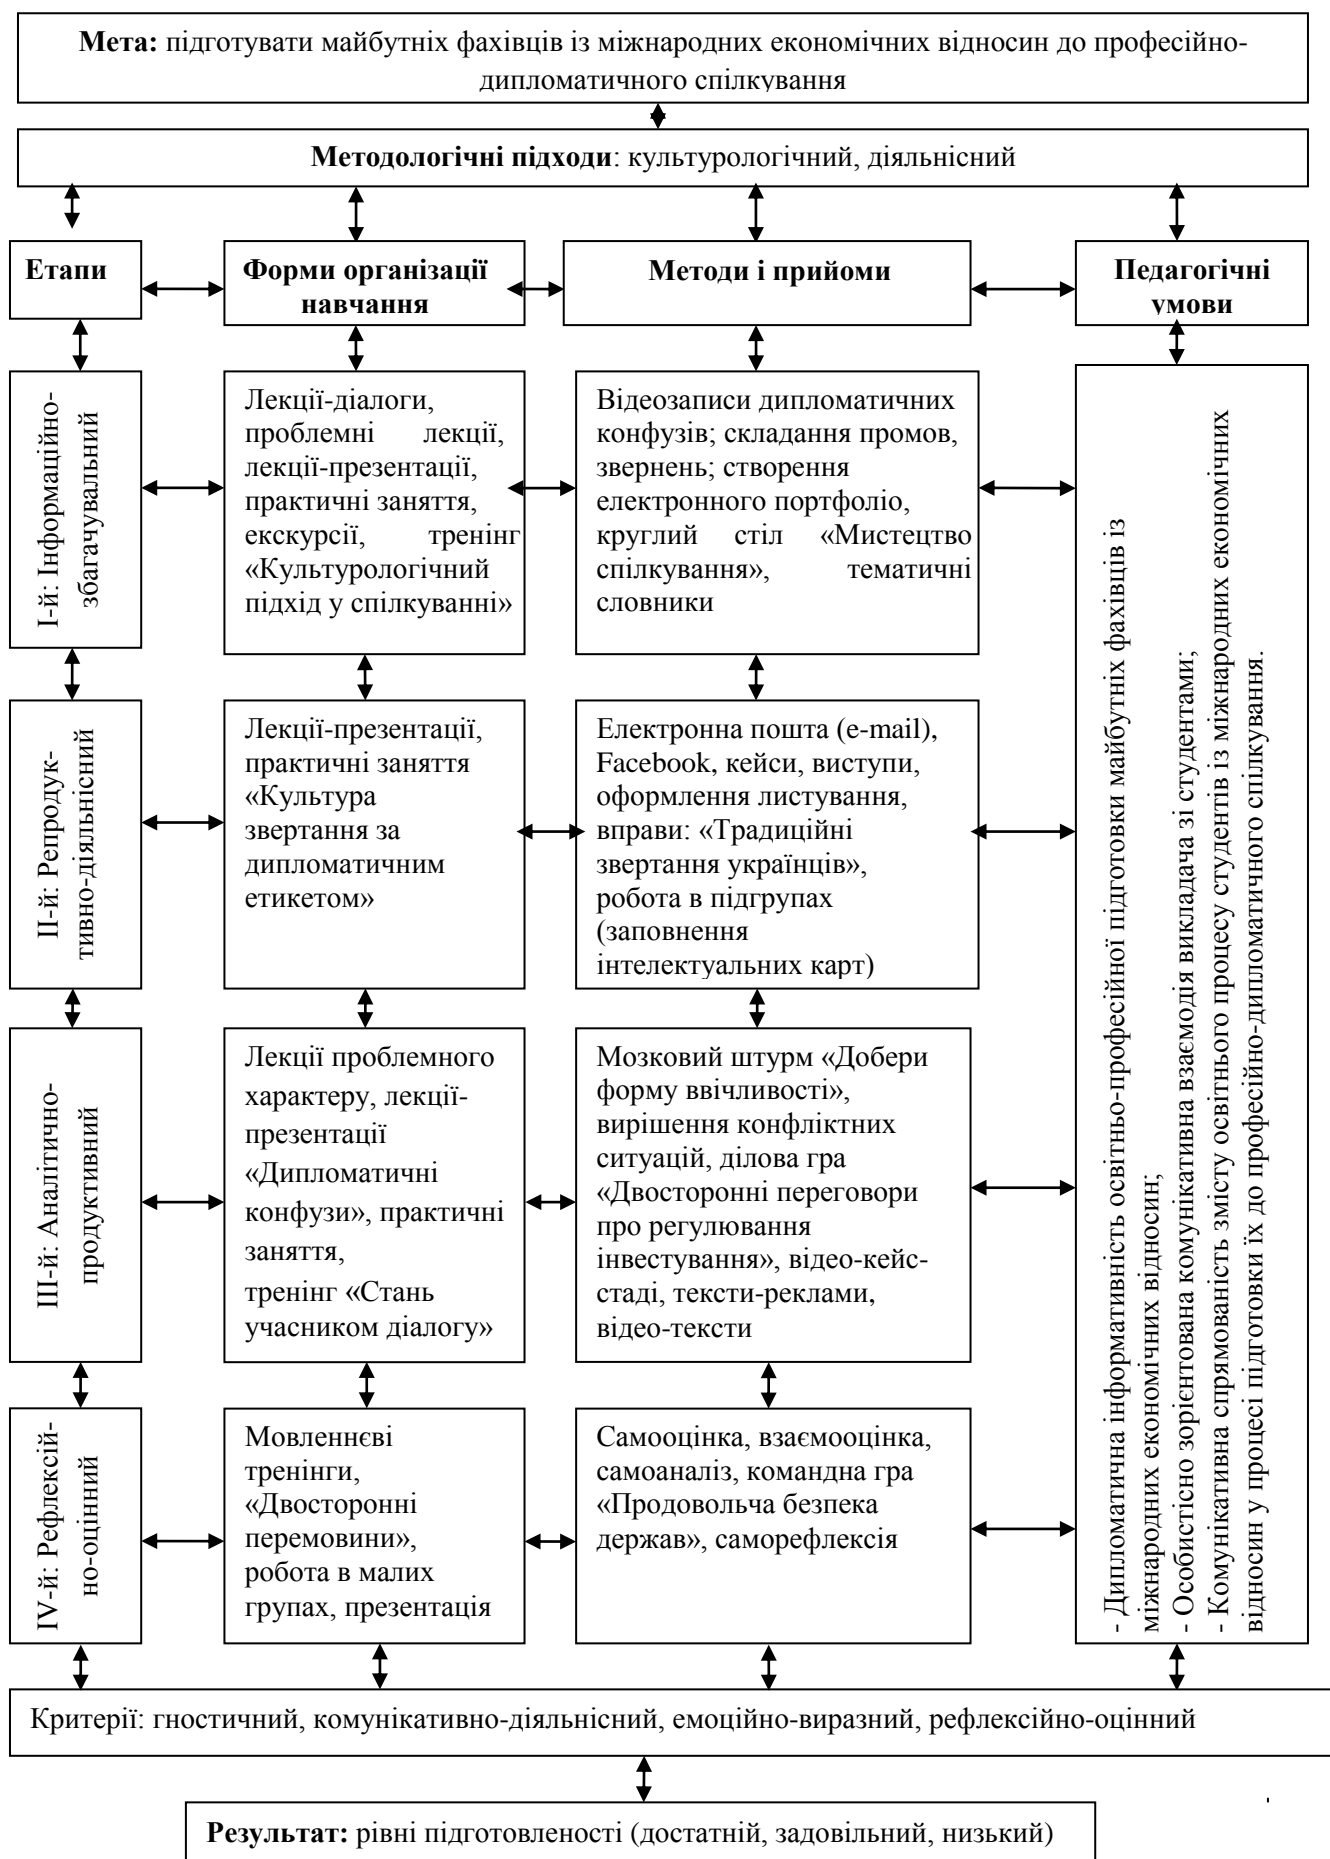 Мета: підготувати майбутніх фахівців із міжнародних економічних відносин до професійно-
дипломатичного спілкування
Методологічні підходи: культурологічний, діяльнісний
Етапи
Форми організації
навчання
Методи і прийоми
Педагогічні
умови
І-й: Інформаційно-
збагачувальний
Лекції-діалоги,
проблемні лекції,
лекції-презентації,
практичні заняття,
екскурсії, тренінг
«Культурологічний
підхід у спілкуванні»
Відеозаписи дипломатичних
конфузів; складання промов,
звернень; створення
електронного портфоліо,
круглий стіл «Мистецтво
спілкування», тематичні
словники
ІІ-й: Репродук-
тивно-діяльнісний
Лекції-презентації,
практичні заняття
«Культура
звертання за
дипломатичним
етикетом»
Електронна пошта (e-mail),
Facebook, кейси, виступи,
оформлення листування,
вправи: «Традиційні
звертання українців»,
робота в підгрупах
(заповнення
інтелектуальних карт)
ІІІ-й: Аналітично-
продуктивний
Лекції проблемного
характеру, лекції-
презентації
«Дипломатичні
конфузи», практичні
заняття,
тренінг «Стань
учасником діалогу»
Мозковий штурм «Добери
форму ввічливості»,
вирішення конфліктних
ситуацій, ділова гра
«Двосторонні переговори
про регулювання
інвестування», відео-кейс-
стаді, тексти-реклами,
відео-тексти
IV-й: Рефлексій-
но-оцінний
Мовленнєві
тренінги,
«Двосторонні
перемовини»,
робота в малих
групах, презентація
Самооцінка, взаємооцінка,
самоаналіз, командна гра
«Продовольча безпека
держав», саморефлексія
- Дипломатична інформативність освітньо-професійної підготовки майбутніх фахівців із
міжнародних економічних відносин;
- Особистісно зорієнтована комунікативна взаємодія викладача зі студентами;
- Комунікативна спрямованість змісту освітнього процесу студентів із міжнародних економічних
відносин у процесі підготовки їх до професійно-дипломатичного спілкування.
Критерії: гностичний, комунікативно-діяльнісний, емоційно-виразний, рефлексійно-оцінний
Результат: рівні підготовленості (достатній, задовільний, низький)